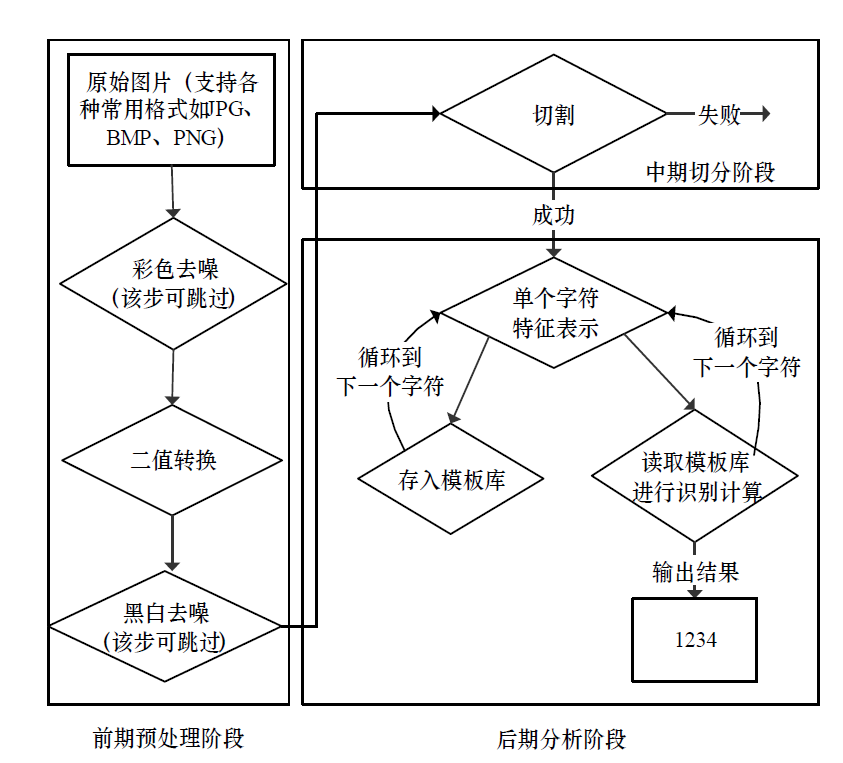 原始图片（支持各
种常用格式如JPG、
BMP、PNG）
彩色去噪
（该步可跳过）
二值转换
黑白去噪
（该步可跳过）
前期预处理阶段
切割
失败
中期切分阶段
成功
单个字符
特征表示
循环到
下一个字符
循环到
下一个字符
存入模板库
读取模板库
进行识别计算
输出结果
1234
后期分析阶段